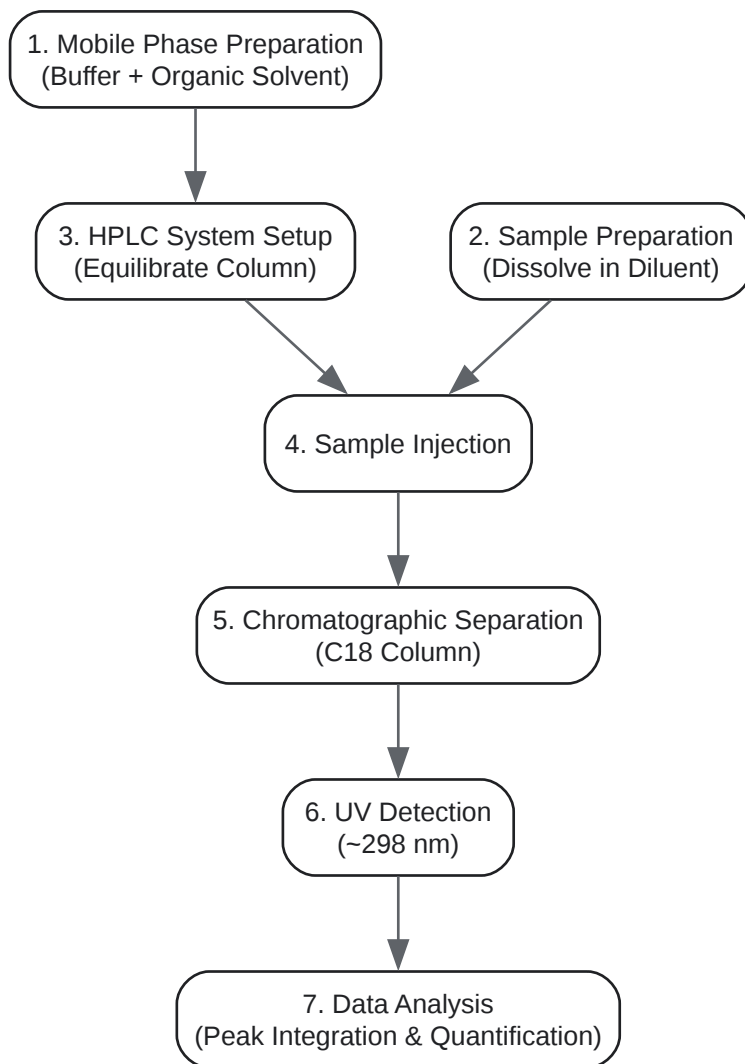 1. Mobile Phase Preparation
(Buffer + Organic Solvent)
3. HPLC System Setup
(Equilibrate Column)
2. Sample Preparation
(Dissolve in Diluent)
4. Sample Injection
5. Chromatographic Separation
(C18 Column)
6. UV Detection
(~298 nm)
7. Data Analysis
(Peak Integration & Quantification)